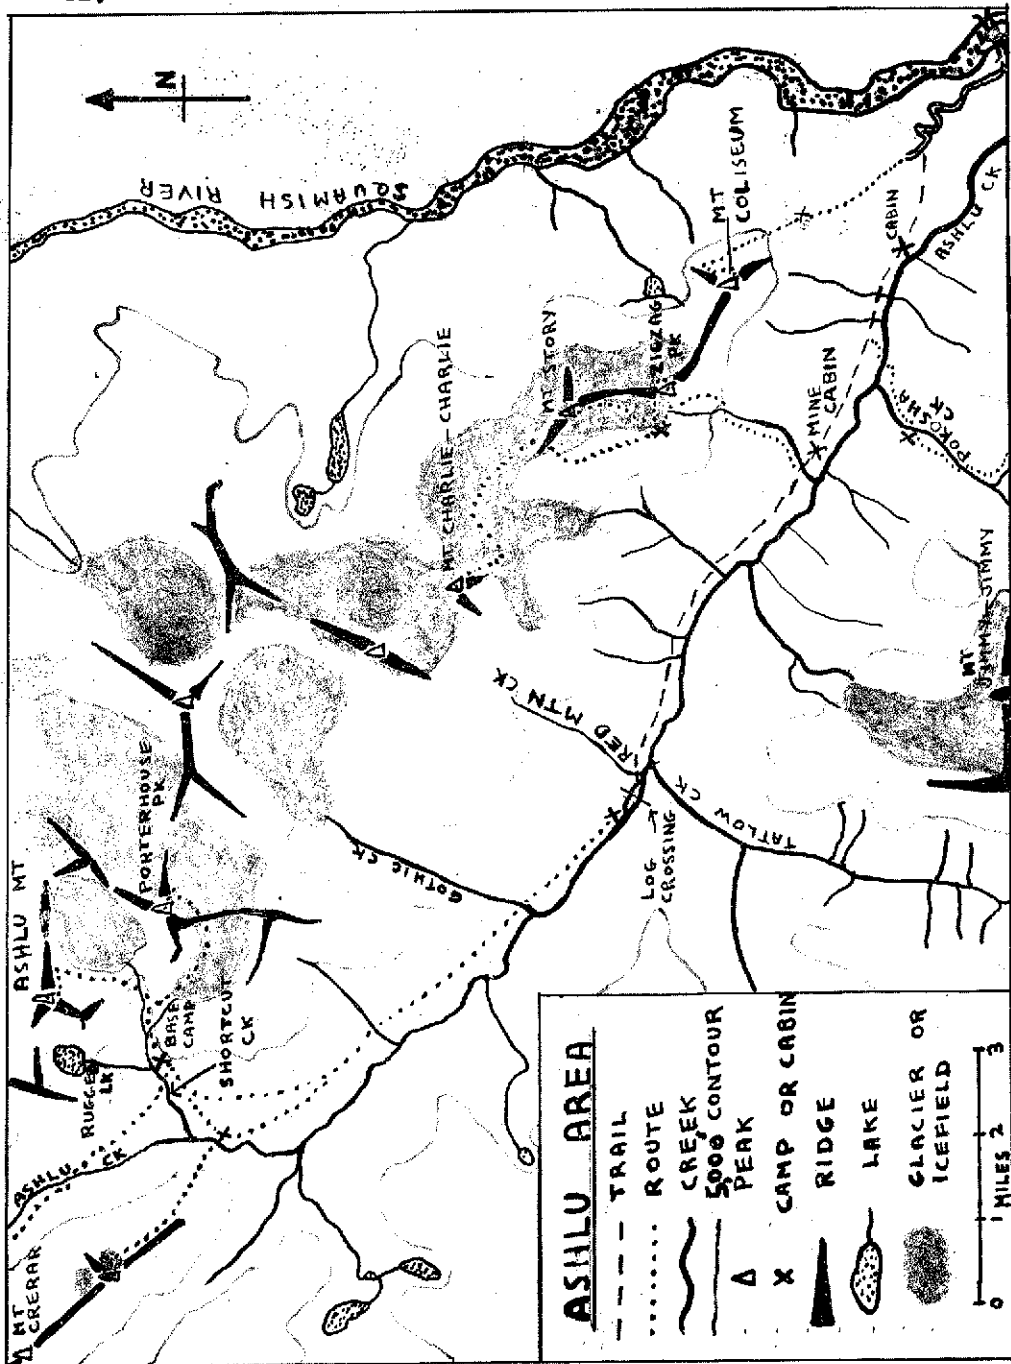 N
SQUAMISH RIVER
MT COLISEUM
CABIN
ASHLU CK
MT STORY
ZIGZAG PK
MINE CABIN
POKOSHA CK
MT CHARLIE-CHARLIE
MT JIMMY-JIMMY
RED MTN CK
LOG CROSSING
TATLOW CK
GOTHIC CK
PORTERHOUSE PK
ASHLU MT
BASE CAMP
SHORTCUT CK
RUGGED LK
ASHLU CK
MT CRERAR
ASHLU AREA
TRAIL
ROUTE
CREEK
5,000' CONTOUR
PEAK
X CAMP OR CABIN
RIDGE
LAKE
GLACIER OR
ICEFIELD
0 1 2 3
MILES